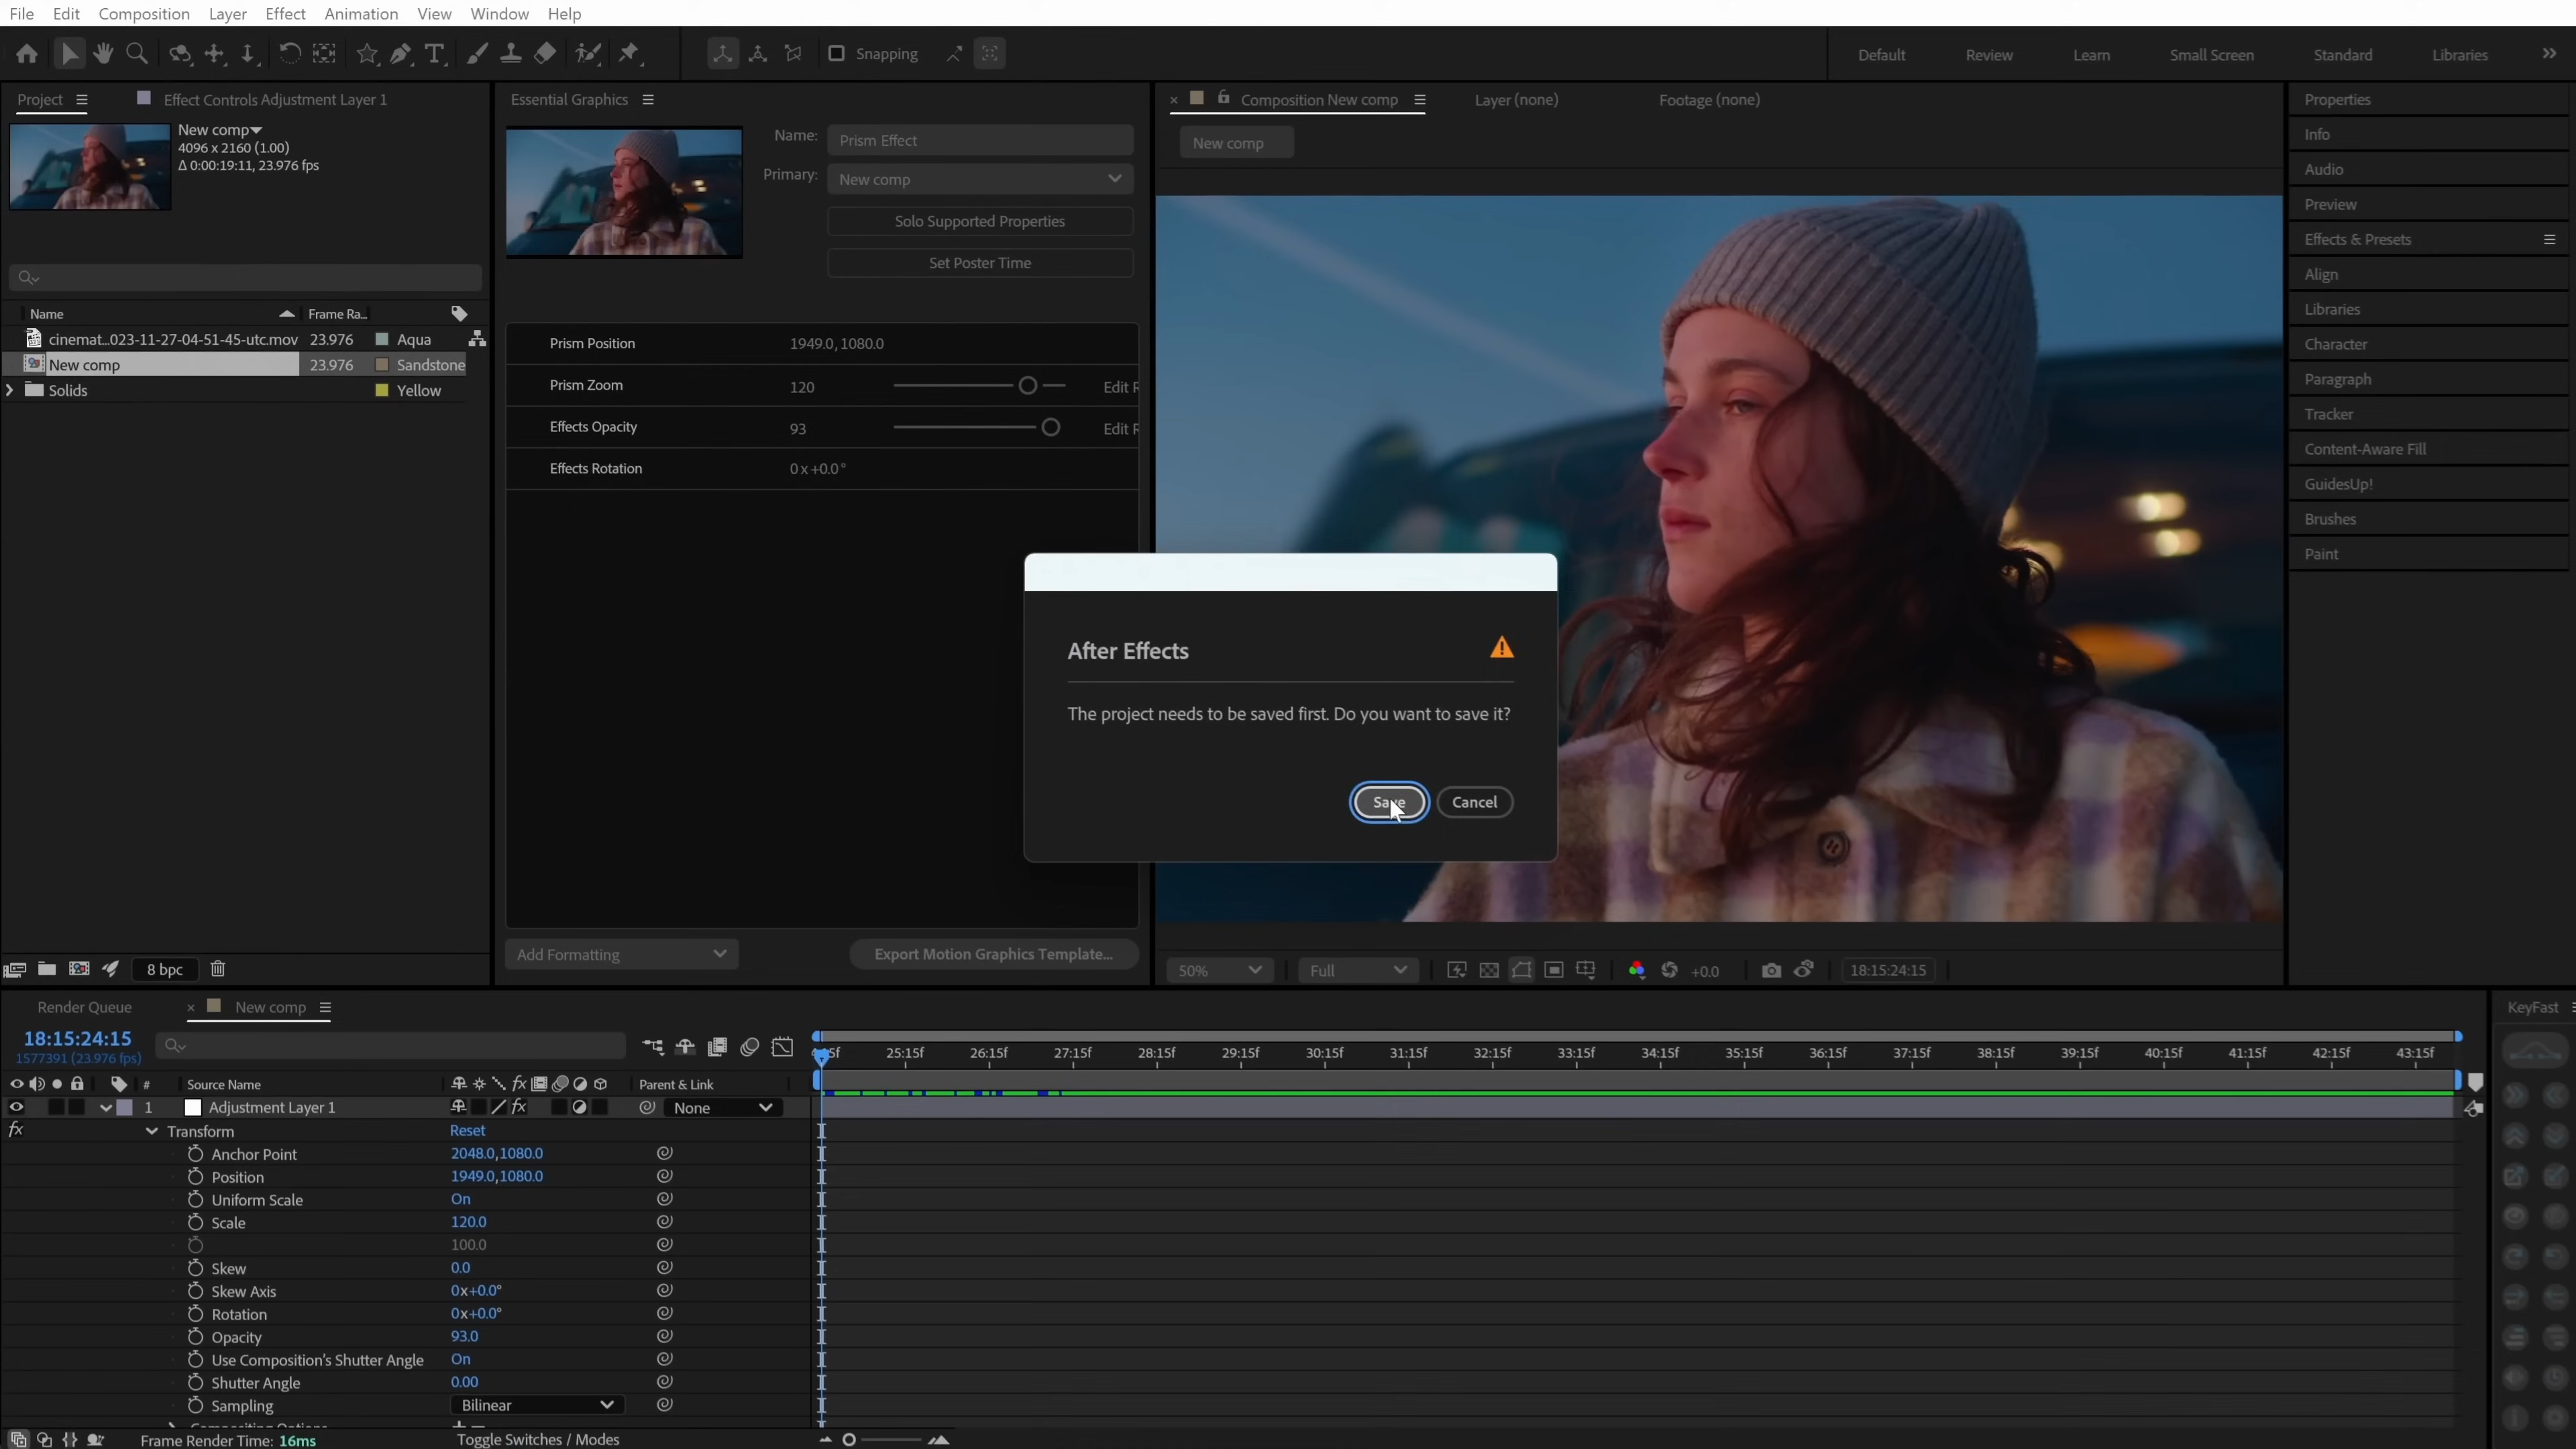 File Edit Composition Layer Effect Animation View Window Help
Snapping
Default Review Learn Small Screen Standard Libraries
Project
Effect Controls Adjustment Layer 1
New comp
4096 x 2160 (1.00)
Δ 0:00:19:11, 23.976 fps
Name Frame Ra...
cinemat...023-11-27-04-51-45-utc.mov 23.976 Aqua
New comp 23.976 Sandstone
Solids Yellow
8 bpc
Essential Graphics
Name: Prism Effect
Primary: New comp
Solo Supported Properties
Set Poster Time
Prism Position 1949.0, 1080.0
Prism Zoom 120 Edit R
Effects Opacity 93 Edit R
Effects Rotation 0 x +0.0°
Add Formatting
Export Motion Graphics Template...
Composition New comp
Layer (none)
Footage (none)
New comp
50% Full +0.0 18:15:24:15
After Effects
The project needs to be saved first. Do you want to save it?
Save Cancel
Properties
Info
Audio
Preview
Effects & Presets
Align
Libraries
Character
Paragraph
Tracker
Content-Aware Fill
GuidesUp!
Brushes
Paint
Render Queue
New comp
KeyFast
18:15:24:15
1577391 (23.976 fps)
25:15f 26:15f 27:15f 28:15f 29:15f 30:15f 31:15f 32:15f 33:15f 34:15f 35:15f 36:15f 37:15f 38:15f 39:15f 40:15f 41:15f 42:15f 43:15f
# Source Name fx Parent & Link
1 Adjustment Layer 1 fx None
fx Transform Reset
Anchor Point 2048.0,1080.0
Position 1949.0,1080.0
Uniform Scale On
Scale 120.0
100.0
Skew 0.0
Skew Axis 0x+0.0°
Rotation 0x+0.0°
Opacity 93.0
Use Composition's Shutter Angle On
Shutter Angle 0.00
Sampling Bilinear
Compositing Options
Frame Render Time: 16ms
Toggle Switches / Modes